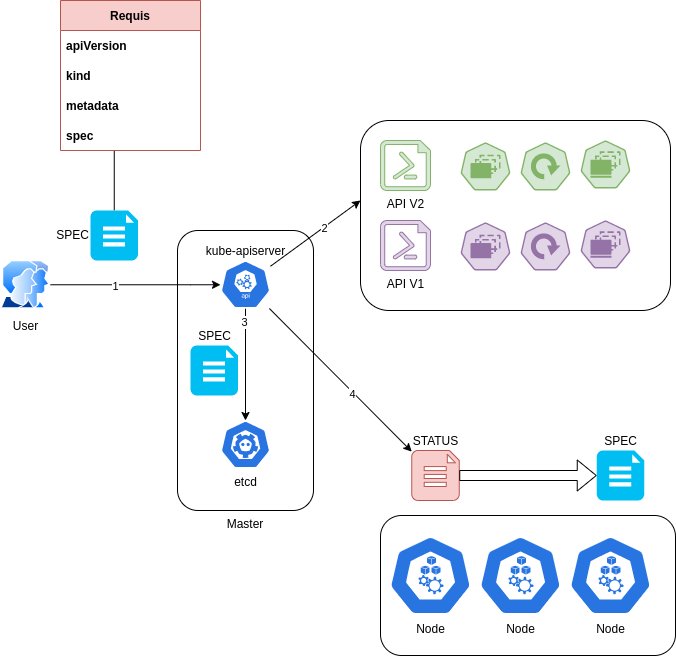 Requis
apiVersion
kind
metadata
spec
SPEC
User
1
kube-apiserver
api
2
API V2
API V1
3
SPEC
etcd
Master
4
STATUS
SPEC
Node
Node
Node